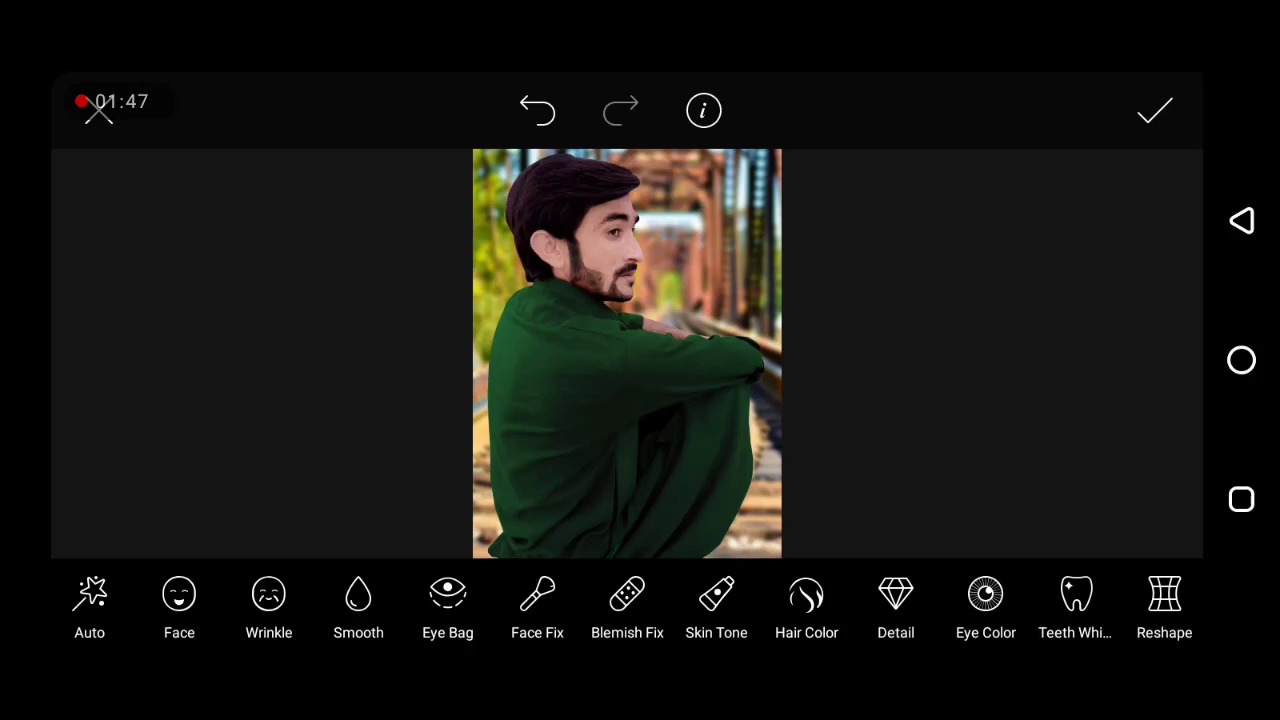 01:47
i
Auto Face Wrinkle Smooth Eye Bag Face Fix Blemish Fix Skin Tone Hair Color Detail Eye Color Teeth Whi... Reshape